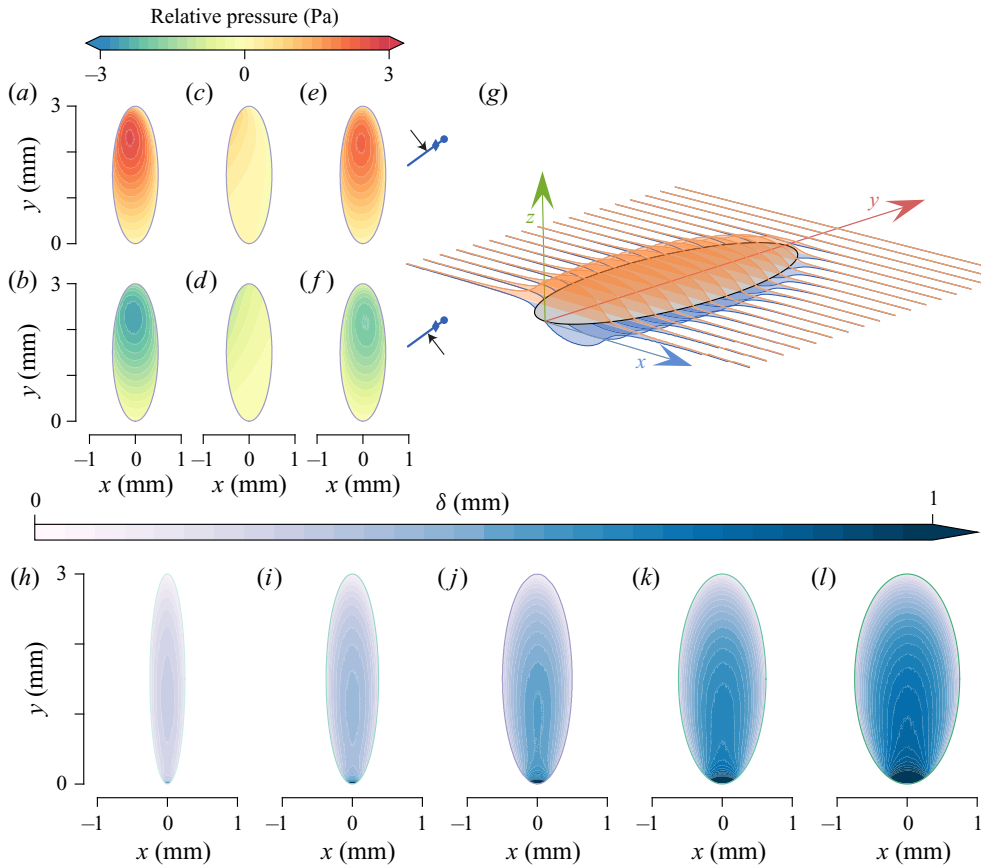 Relative pressure (Pa)
−3 0 3
(a) (c) (e) (g)
3
y (mm)
0
z y
x
(b) (d) (f)
3
y (mm)
0
−1 0 1 −1 0 1 −1 0 1
x (mm) x (mm) x (mm)
0 δ (mm) 1
(h) (i) (j) (k) (l)
3
y (mm)
0
−1 0 1 −1 0 1 −1 0 1 −1 0 1 −1 0 1
x (mm) x (mm) x (mm) x (mm) x (mm)